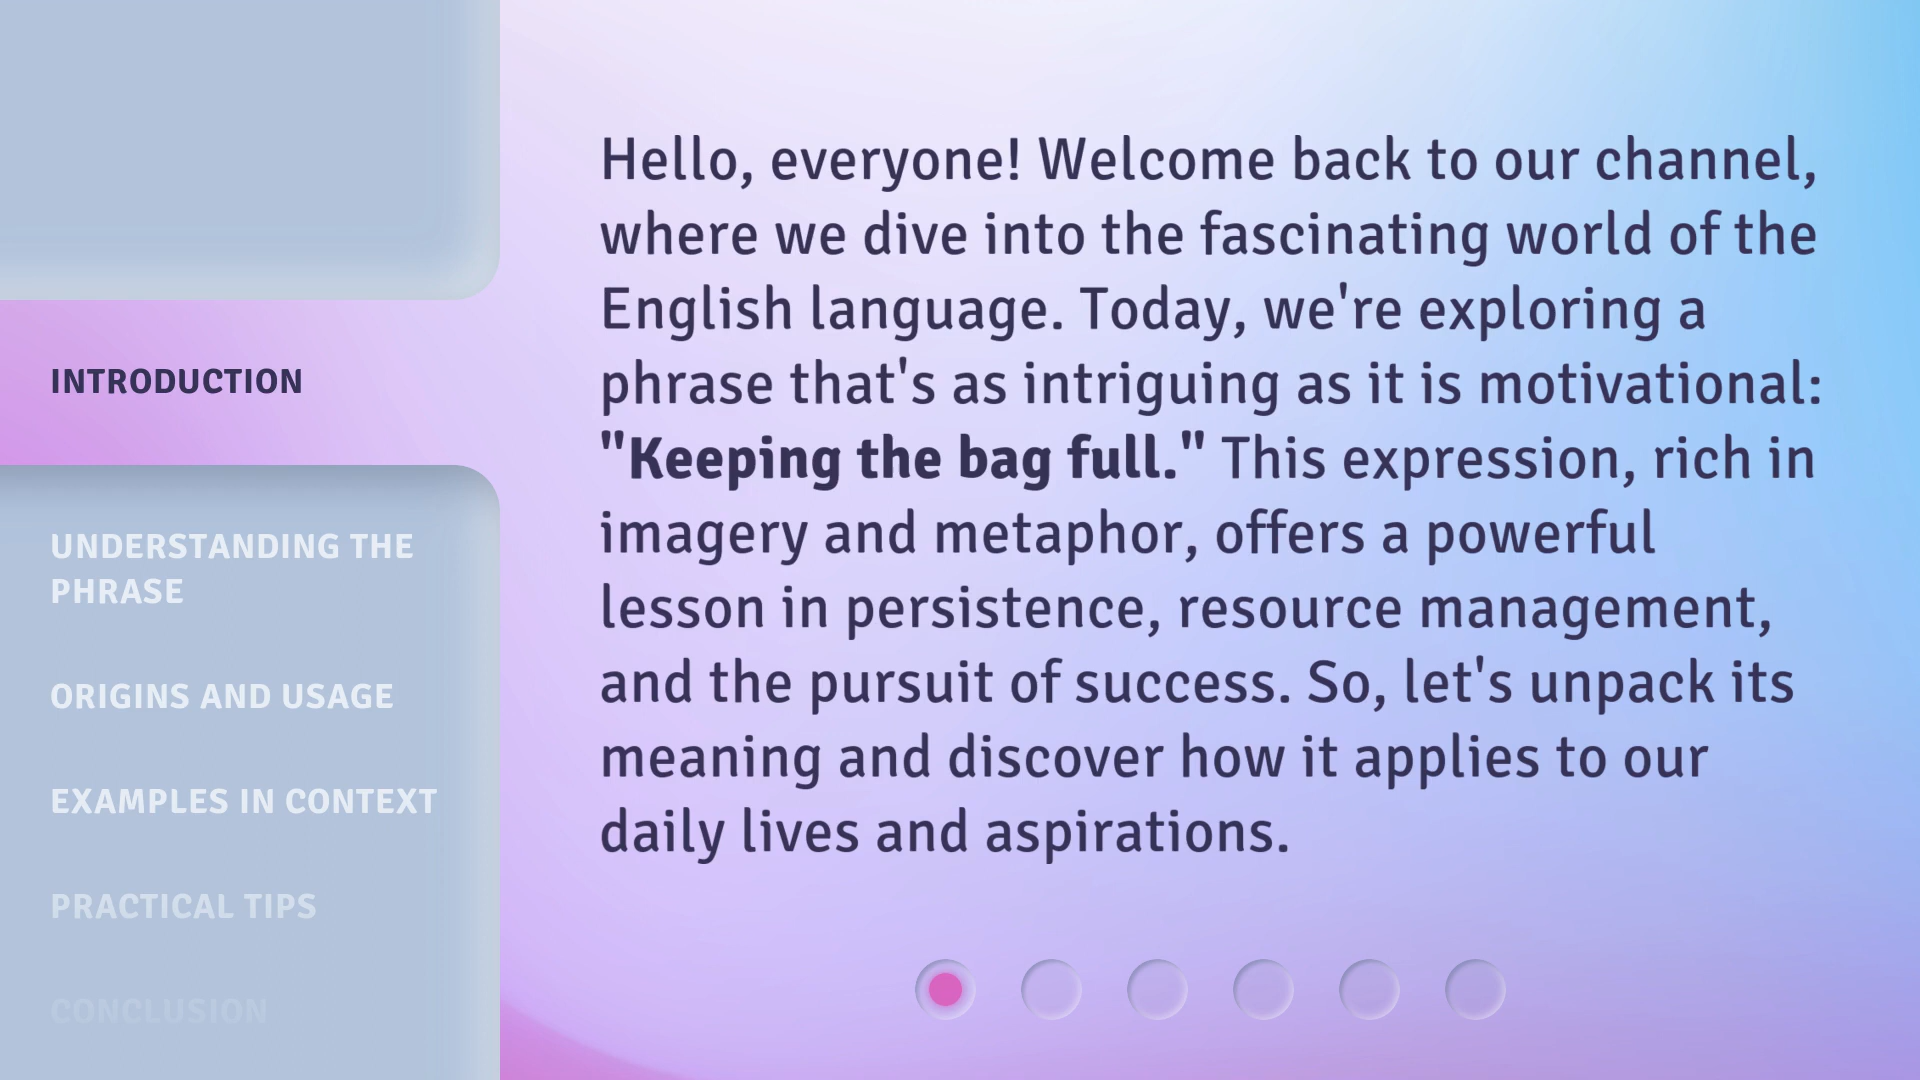 INTRODUCTION
UNDERSTANDING THE
PHRASE
ORIGINS AND USAGE
EXAMPLES IN CONTEXT
PRACTICAL TIPS
CONCLUSION
Hello, everyone! Welcome back to our channel,
where we dive into the fascinating world of the
English language. Today, we're exploring a
phrase that's as intriguing as it is motivational:
"Keeping the bag full." This expression, rich in
imagery and metaphor, offers a powerful
lesson in persistence, resource management,
and the pursuit of success. So, let's unpack its
meaning and discover how it applies to our
daily lives and aspirations.